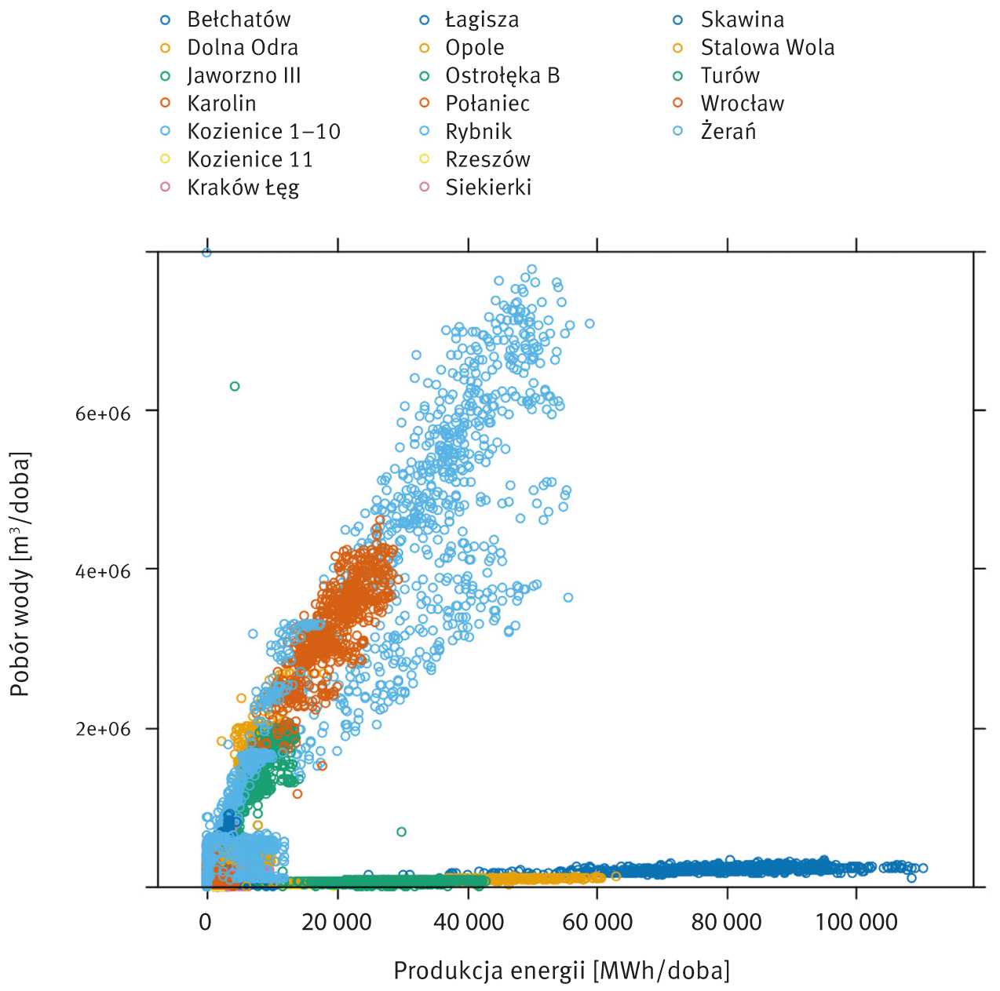 Bełchatów
Dolna Odra
Jaworzno III
Karolin
Kozienice 1–10
Kozienice 11
Kraków Łęg
Łagisza
Opole
Ostrołęka B
Połaniec
Rybnik
Rzeszów
Siekierki
Skawina
Stalowa Wola
Turów
Wrocław
Żerań
Pobór wody [m³/doba]
6e+06
4e+06
2e+06
0 20 000 40 000 60 000 80 000 100 000
Produkcja energii [MWh/doba]